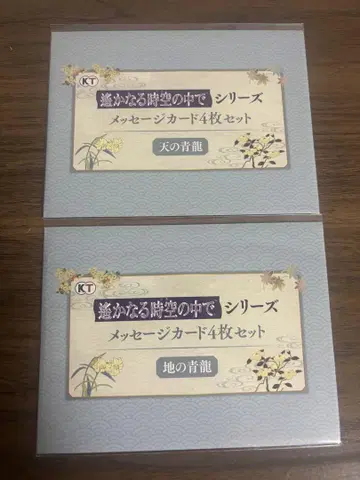 KT
遙かなる時空の中で シリーズ
メッセージカード4枚セット
天の青龍
KT
遙かなる時空の中で シリーズ
メッセージカード4枚セット
地の青龍